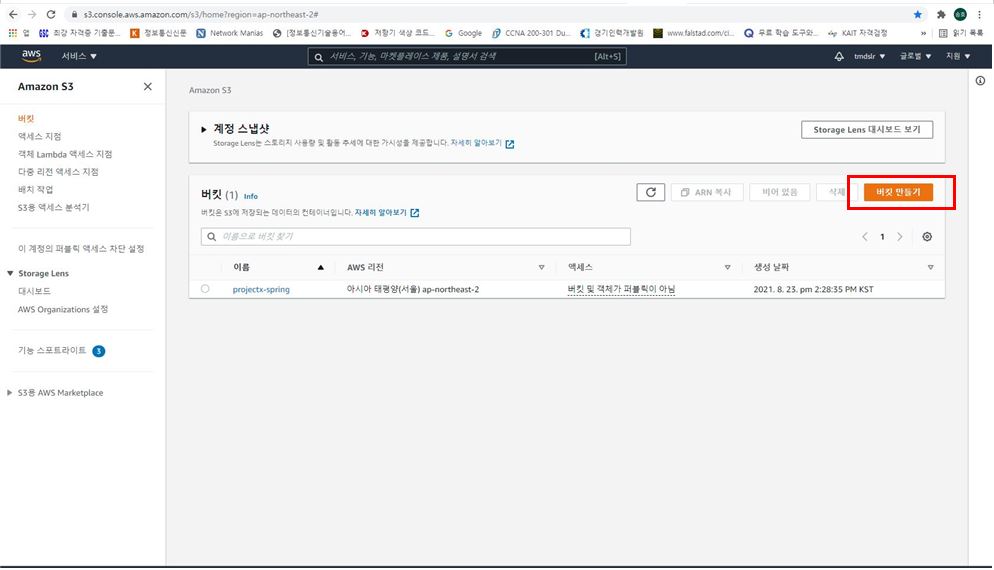 s3.console.aws.amazon.com/s3/home?region=ap-northeast-2#
앱 최강 자격증 기출문... 정보통신신문 Network Manias [정보통신기술용어... 저항기 색상 코드... Google CCNA 200-301 Du... 경기인력개발원 www.falstad.com/ci... 무료 학습 도구와... KAIT 자격검정 » 읽기 목록
aws 서비스 서비스, 기능, 마켓플레이스 제품, 설명서 검색 [Alt+S] tmdslr 글로벌 지원
Amazon S3
버킷
액세스 지점
객체 Lambda 액세스 지점
다중 리전 액세스 지점
배치 작업
S3용 액세스 분석기
이 계정의 퍼블릭 액세스 차단 설정
Storage Lens
대시보드
AWS Organizations 설정
기능 스포트라이트 3
S3용 AWS Marketplace
Amazon S3
계정 스냅샷
Storage Lens는 스토리지 사용량 및 활동 추세에 대한 가시성을 제공합니다. 자세히 알아보기
Storage Lens 대시보드 보기
버킷 (1) Info
버킷은 S3에 저장되는 데이터의 컨테이너입니다. 자세히 알아보기
ARN 복사 비어 있음 삭제 버킷 만들기
이름으로 버킷 찾기
1
이름 AWS 리전 액세스 생성 날짜
projectx-spring 아시아 태평양(서울) ap-northeast-2 버킷 및 객체가 퍼블릭이 아님 2021. 8. 23. pm 2:28:35 PM KST